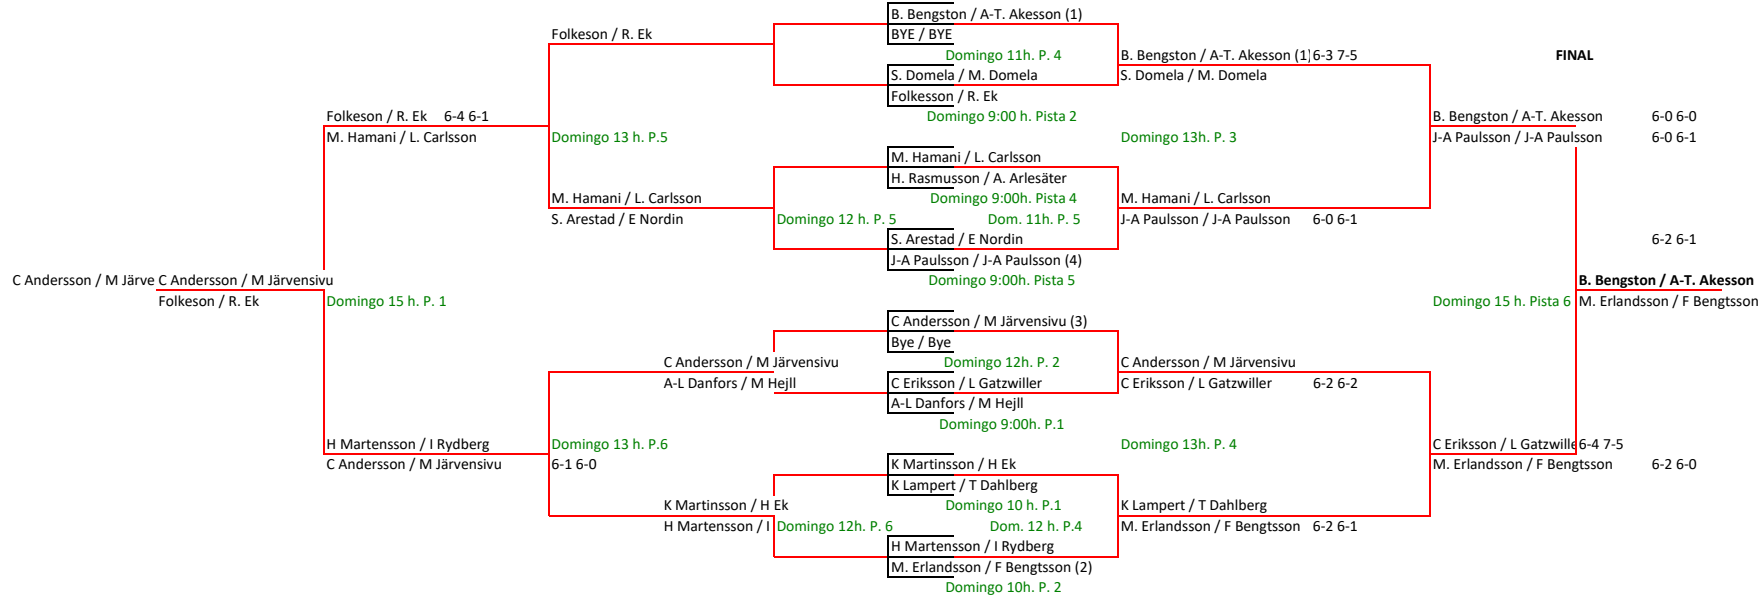 B. Bengston / A-T. Akesson (1)
Folkeson / R. Ek
BYE / BYE
Domingo 11h. P. 4
B. Bengston / A-T. Akesson (1) 6-3 7-5
FINAL
S. Domela / M. Domela
S. Domela / M. Domela
Folkesson / R. Ek
Folkeson / R. Ek 6-4 6-1
Domingo 9:00 h. Pista 2
B. Bengston / A-T. Akesson 6-0 6-0
M. Hamani / L. Carlsson
Domingo 13 h. P.5
Domingo 13h. P. 3
J-A Paulsson / J-A Paulsson 6-0 6-1
M. Hamani / L. Carlsson
H. Rasmusson / A. Arlesäter
M. Hamani / L. Carlsson
Domingo 9:00h. Pista 4
M. Hamani / L. Carlsson
S. Arestad / E Nordin
Domingo 12 h. P. 5
Dom. 11h. P. 5
J-A Paulsson / J-A Paulsson 6-0 6-1
S. Arestad / E Nordin
6-2 6-1
J-A Paulsson / J-A Paulsson (4)
C Andersson / M Järve C Andersson / M Järvensivu
Domingo 9:00h. Pista 5
B. Bengston / A-T. Akesson
Folkeson / R. Ek
Domingo 15 h. P. 1
Domingo 15 h. Pista 6
M. Erlandsson / F Bengtsson
C Andersson / M Järvensivu (3)
Bye / Bye
C Andersson / M Järvensivu
Domingo 12h. P. 2
C Andersson / M Järvensivu
A-L Danfors / M Hejll
C Eriksson / L Gatzwiller
C Eriksson / L Gatzwiller 6-2 6-2
A-L Danfors / M Hejll
Domingo 9:00h. P.1
H Martensson / I Rydberg
Domingo 13 h. P.6
Domingo 13h. P. 4
C Eriksson / L Gatzwille 6-4 7-5
C Andersson / M Järvensivu
6-1 6-0
K Martinsson / H Ek
M. Erlandsson / F Bengtsson 6-2 6-0
K Lampert / T Dahlberg
K Martinsson / H Ek
Domingo 10 h. P.1
K Lampert / T Dahlberg
H Martensson / I
Domingo 12h. P. 6
Dom. 12 h. P.4
M. Erlandsson / F Bengtsson 6-2 6-1
H Martensson / I Rydberg
M. Erlandsson / F Bengtsson (2)
Domingo 10h. P. 2